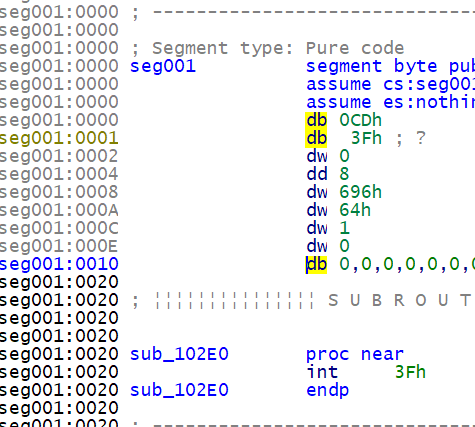 seg001:0000 ; ----------------------------
seg001:0000
seg001:0000 ; Segment type: Pure code
seg001:0000 seg001 segment byte pub
seg001:0000 assume cs:seg001
seg001:0000 assume es:nothin
seg001:0000 db 0CDh
seg001:0001 db 3Fh ; ?
seg001:0002 dw 0
seg001:0004 dd 8
seg001:0008 dw 696h
seg001:000A dw 64h
seg001:000C dw 1
seg001:000E dw 0
seg001:0010 db 0,0,0,0,0,0,0
seg001:0020
seg001:0020 ; ¦¦¦¦¦¦¦¦¦¦¦¦¦¦¦ S U B R O U T
seg001:0020
seg001:0020
seg001:0020 sub_102E0 proc near
seg001:0020 int 3Fh
seg001:0020 sub_102E0 endp
seg001:0020
seg001:0020 ; ----------------------------